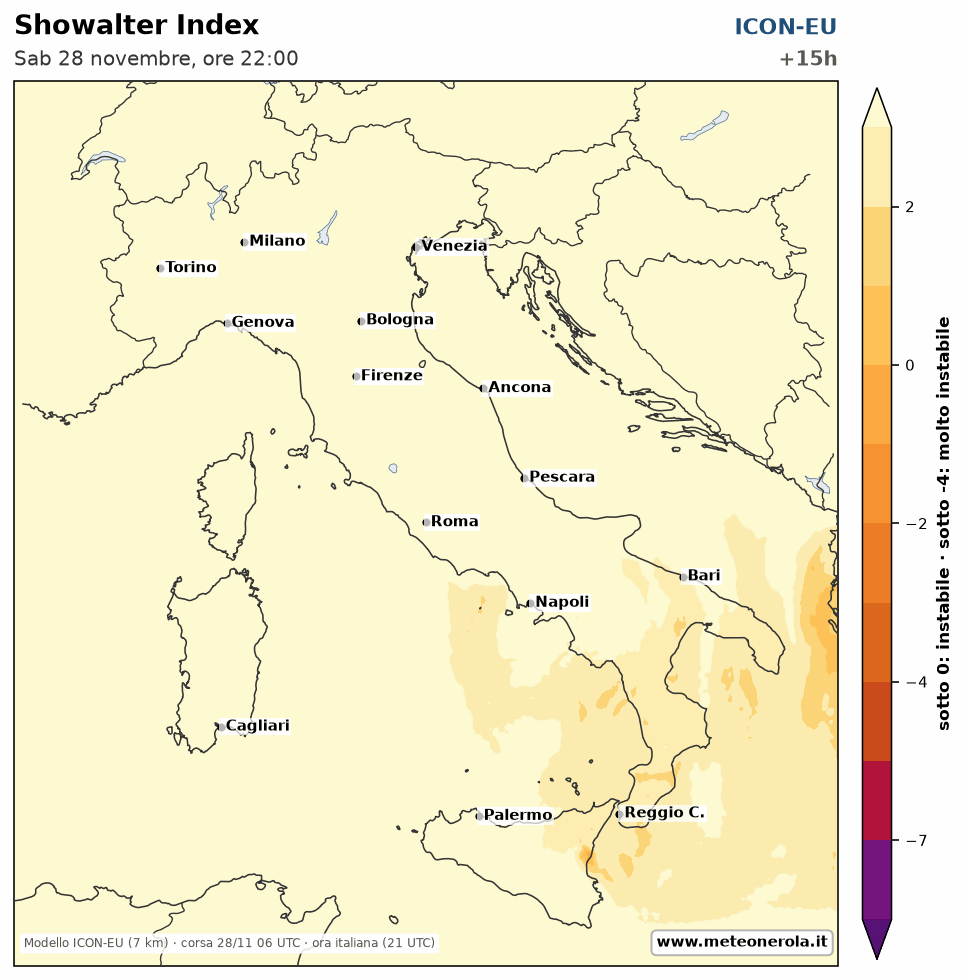 Showalter Index
ICON-EU
Sab 28 novembre, ore 22:00
+15h
Milano
Venezia
Torino
Genova
Bologna
Firenze
Ancona
Pescara
Roma
Bari
Napoli
Cagliari
Palermo
Reggio C.
2
0
−2
−4
−7
sotto 0: instabile · sotto -4: molto instabile
Modello ICON-EU (7 km) · corsa 28/11 06 UTC · ora italiana (21 UTC)
www.meteonerola.it